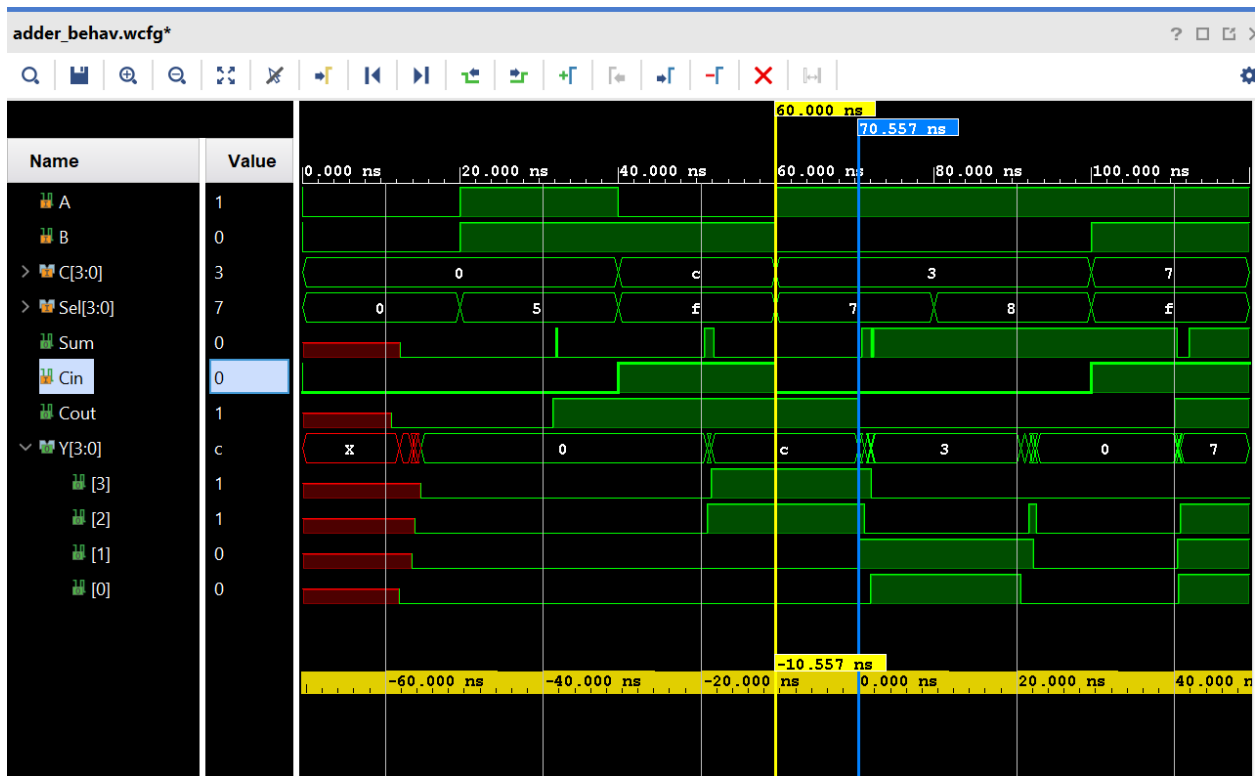 adder_behav.wcfg*
60.000 ns
70.557 ns
Name Value
0.000 ns 20.000 ns 40.000 ns 60.000 ns 80.000 ns 100.000 ns
A 1
B 0
C[3:0] 3 0 c 3 7
Sel[3:0] 7 0 5 f 7 8 f
Sum 0
Cin 0
Cout 1
Y[3:0] c X 0 c 3 0 7
[3] 1
[2] 1
[1] 0
[0] 0
-10.557 ns
-60.000 ns -40.000 ns -20.000 ns 0.000 ns 20.000 ns 40.000 n